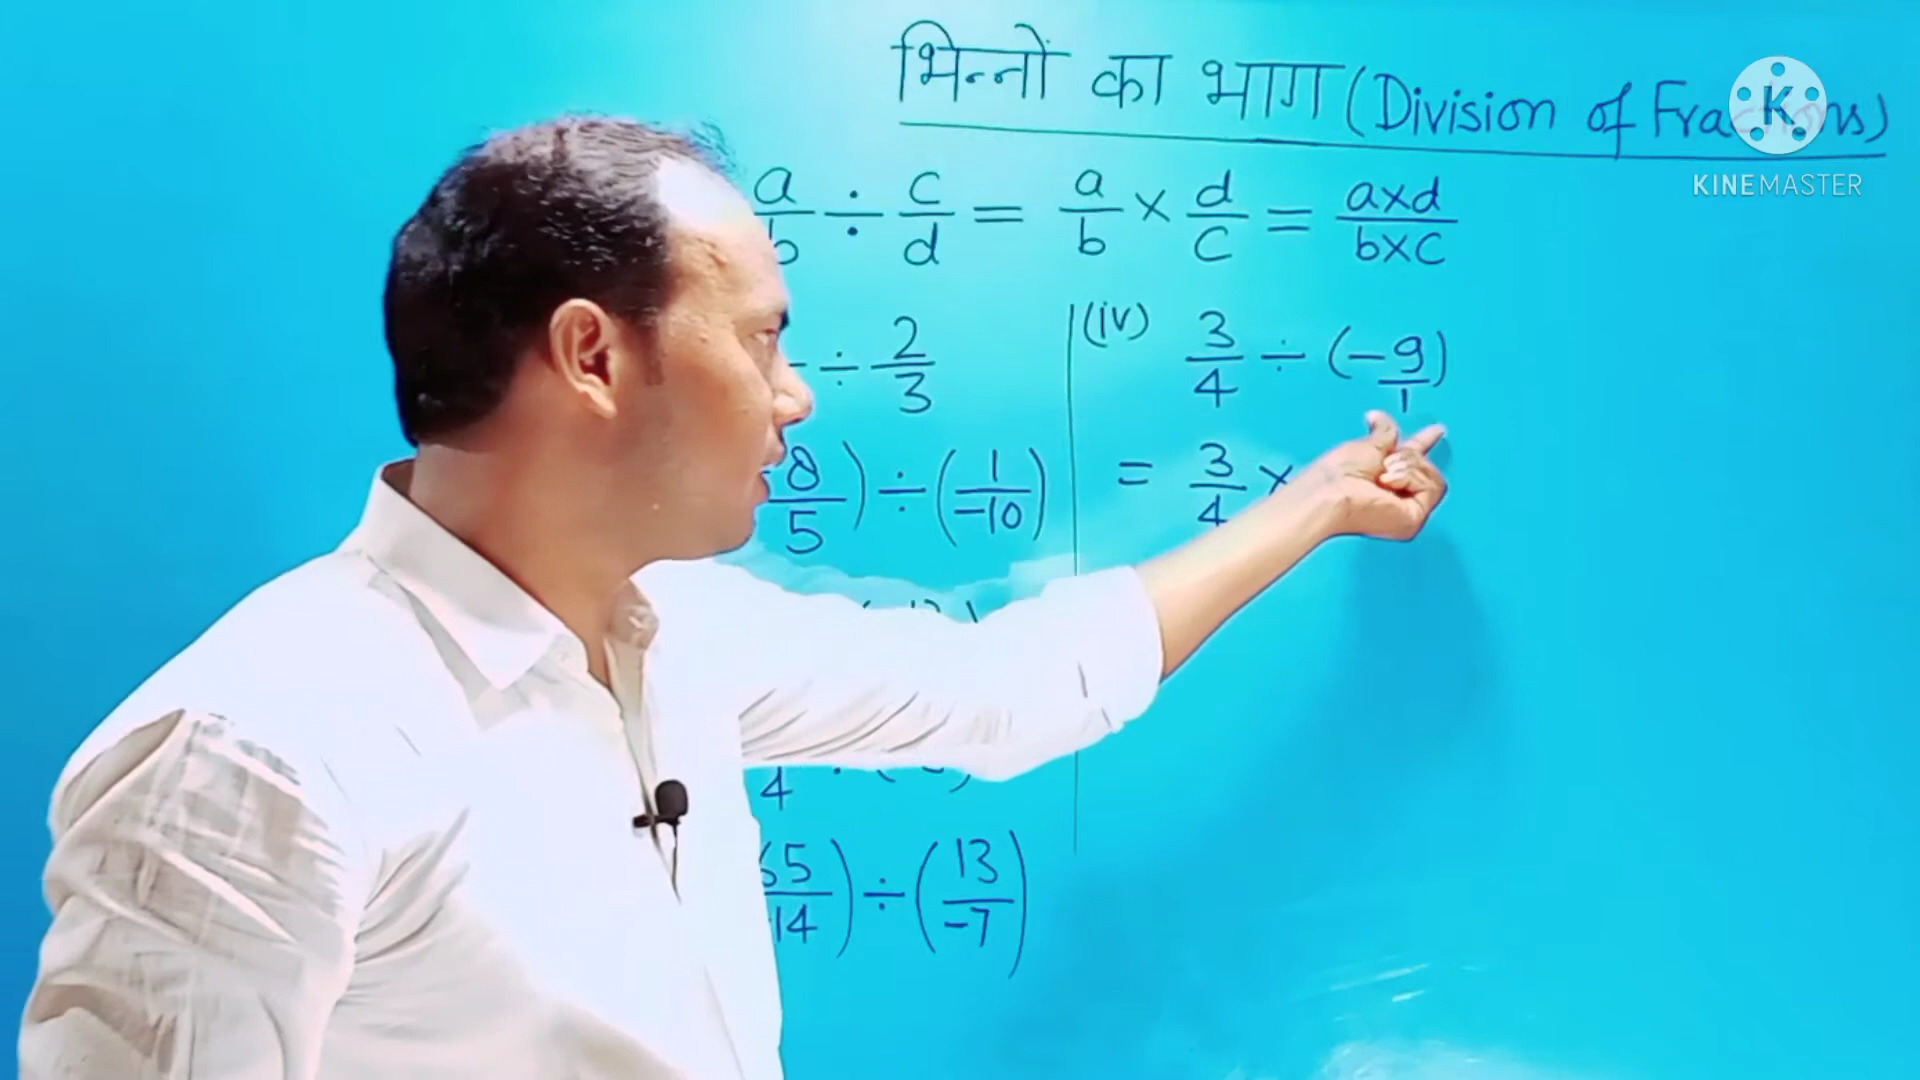 भिन्नों का भाग (Division of Fractions)
KINEMASTER
a/b ÷ c/d = a/b × d/c = a×d/b×c
÷ 2/3
8/5) ÷ (1/-10)
4 ÷
65/14) ÷ (13/-7)
(iv) 3/4 ÷ (-9/1)
= 3/4 ×